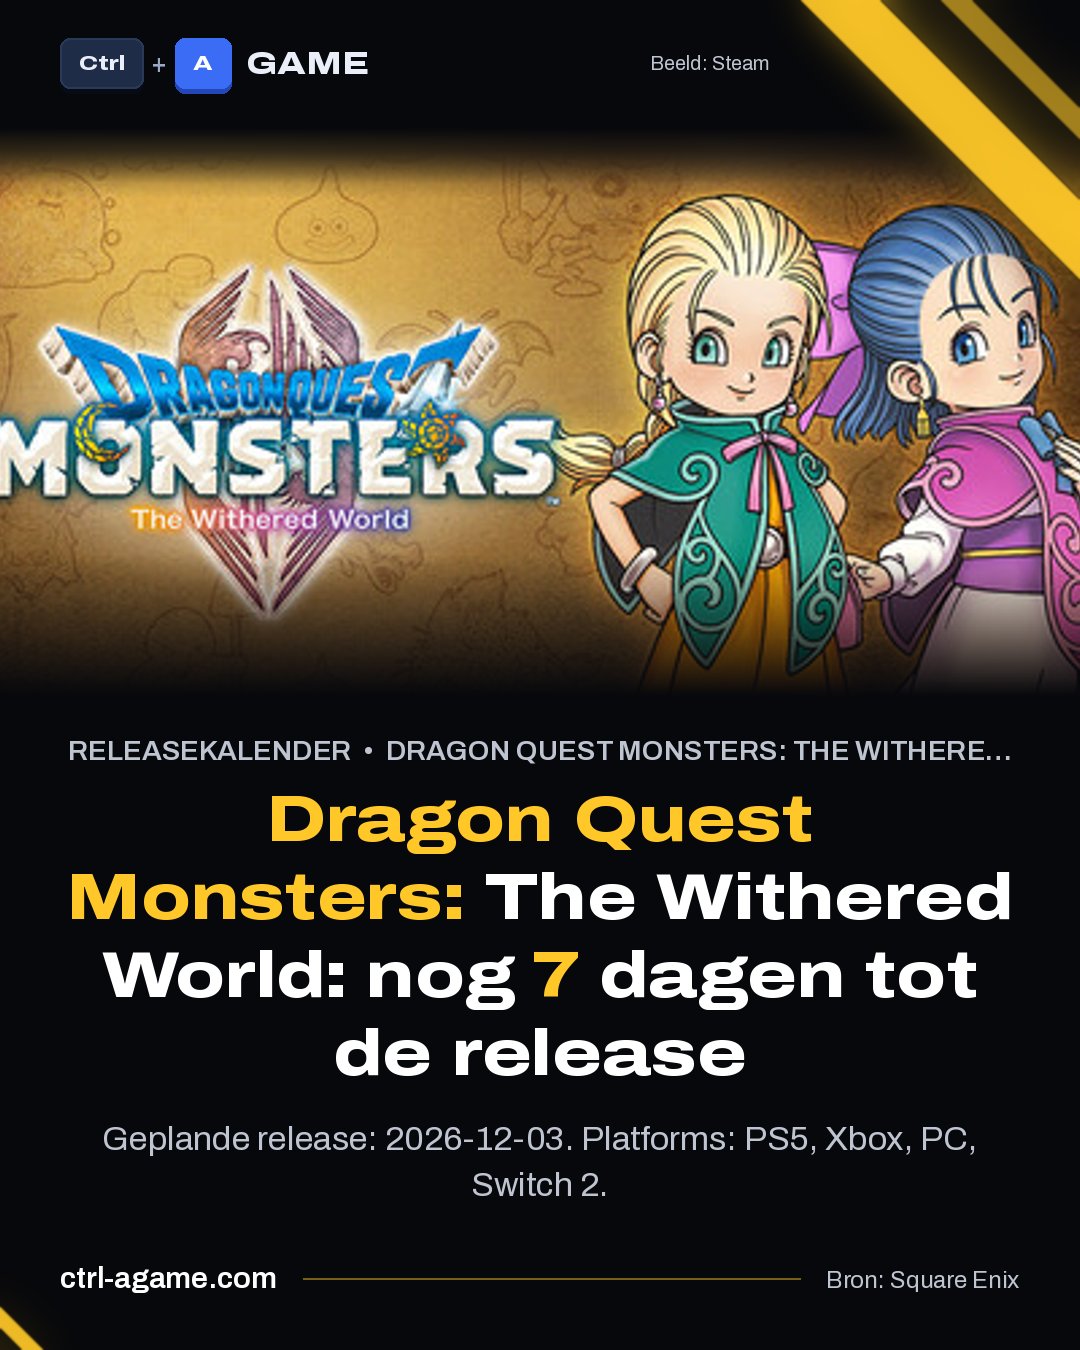 Ctrl + A GAME
Beeld: Steam
DRAGON QUEST
MONSTERS™
The Withered World
RELEASEKALENDER • DRAGON QUEST MONSTERS: THE WITHERE...
Dragon Quest
Monsters: The Withered
World: nog 7 dagen tot
de release
Geplande release: 2026-12-03. Platforms: PS5, Xbox, PC,
Switch 2.
ctrl-agame.com
Bron: Square Enix